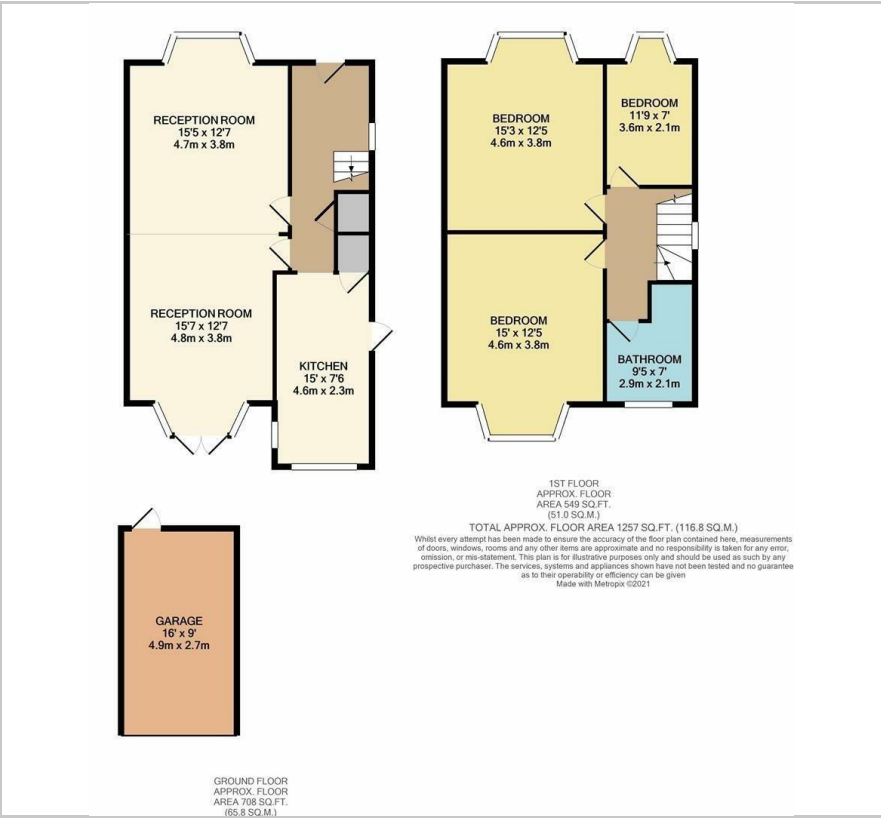 RECEPTION ROOM
15'5 x 12'7
4.7m x 3.8m
RECEPTION ROOM
15'7 x 12'7
4.8m x 3.8m
KITCHEN
15' x 7'6
4.6m x 2.3m
BEDROOM
15'3 x 12'5
4.6m x 3.8m
BEDROOM
11'9 x 7'
3.6m x 2.1m
BEDROOM
15' x 12'5
4.6m x 3.8m
BATHROOM
9'5 x 7'
2.9m x 2.1m
1ST FLOOR
APPROX. FLOOR
AREA 549 SQ.FT.
(51.0 SQ.M.)
TOTAL APPROX. FLOOR AREA 1257 SQ.FT. (116.8 SQ.M.)
Whilst every attempt has been made to ensure the accuracy of the floor plan contained here, measurements
of doors, windows, rooms and any other items are approximate and no responsibility is taken for any error,
omission, or mis-statement. This plan is for illustrative purposes only and should be used as such by any
prospective purchaser. The services, systems and appliances shown have not been tested and no guarantee
as to their operability or efficiency can be given
Made with Metropix ©2021
GARAGE
16' x 9'
4.9m x 2.7m
GROUND FLOOR
APPROX. FLOOR
AREA 708 SQ.FT.
(65.8 SQ.M.)